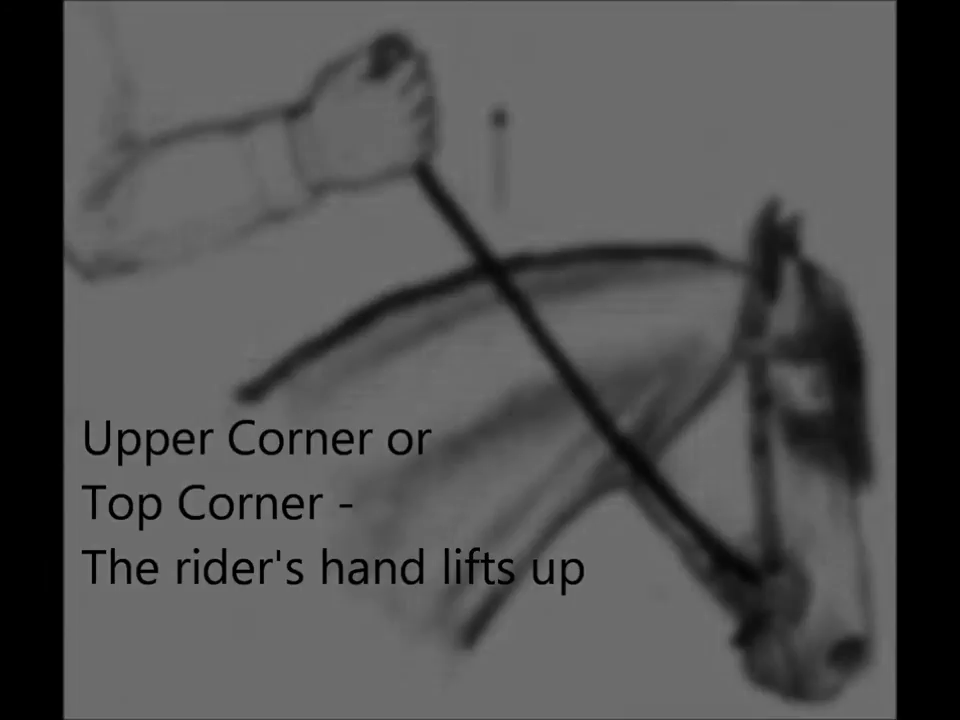 Upper Corner or
Top Corner -
The rider's hand lifts up